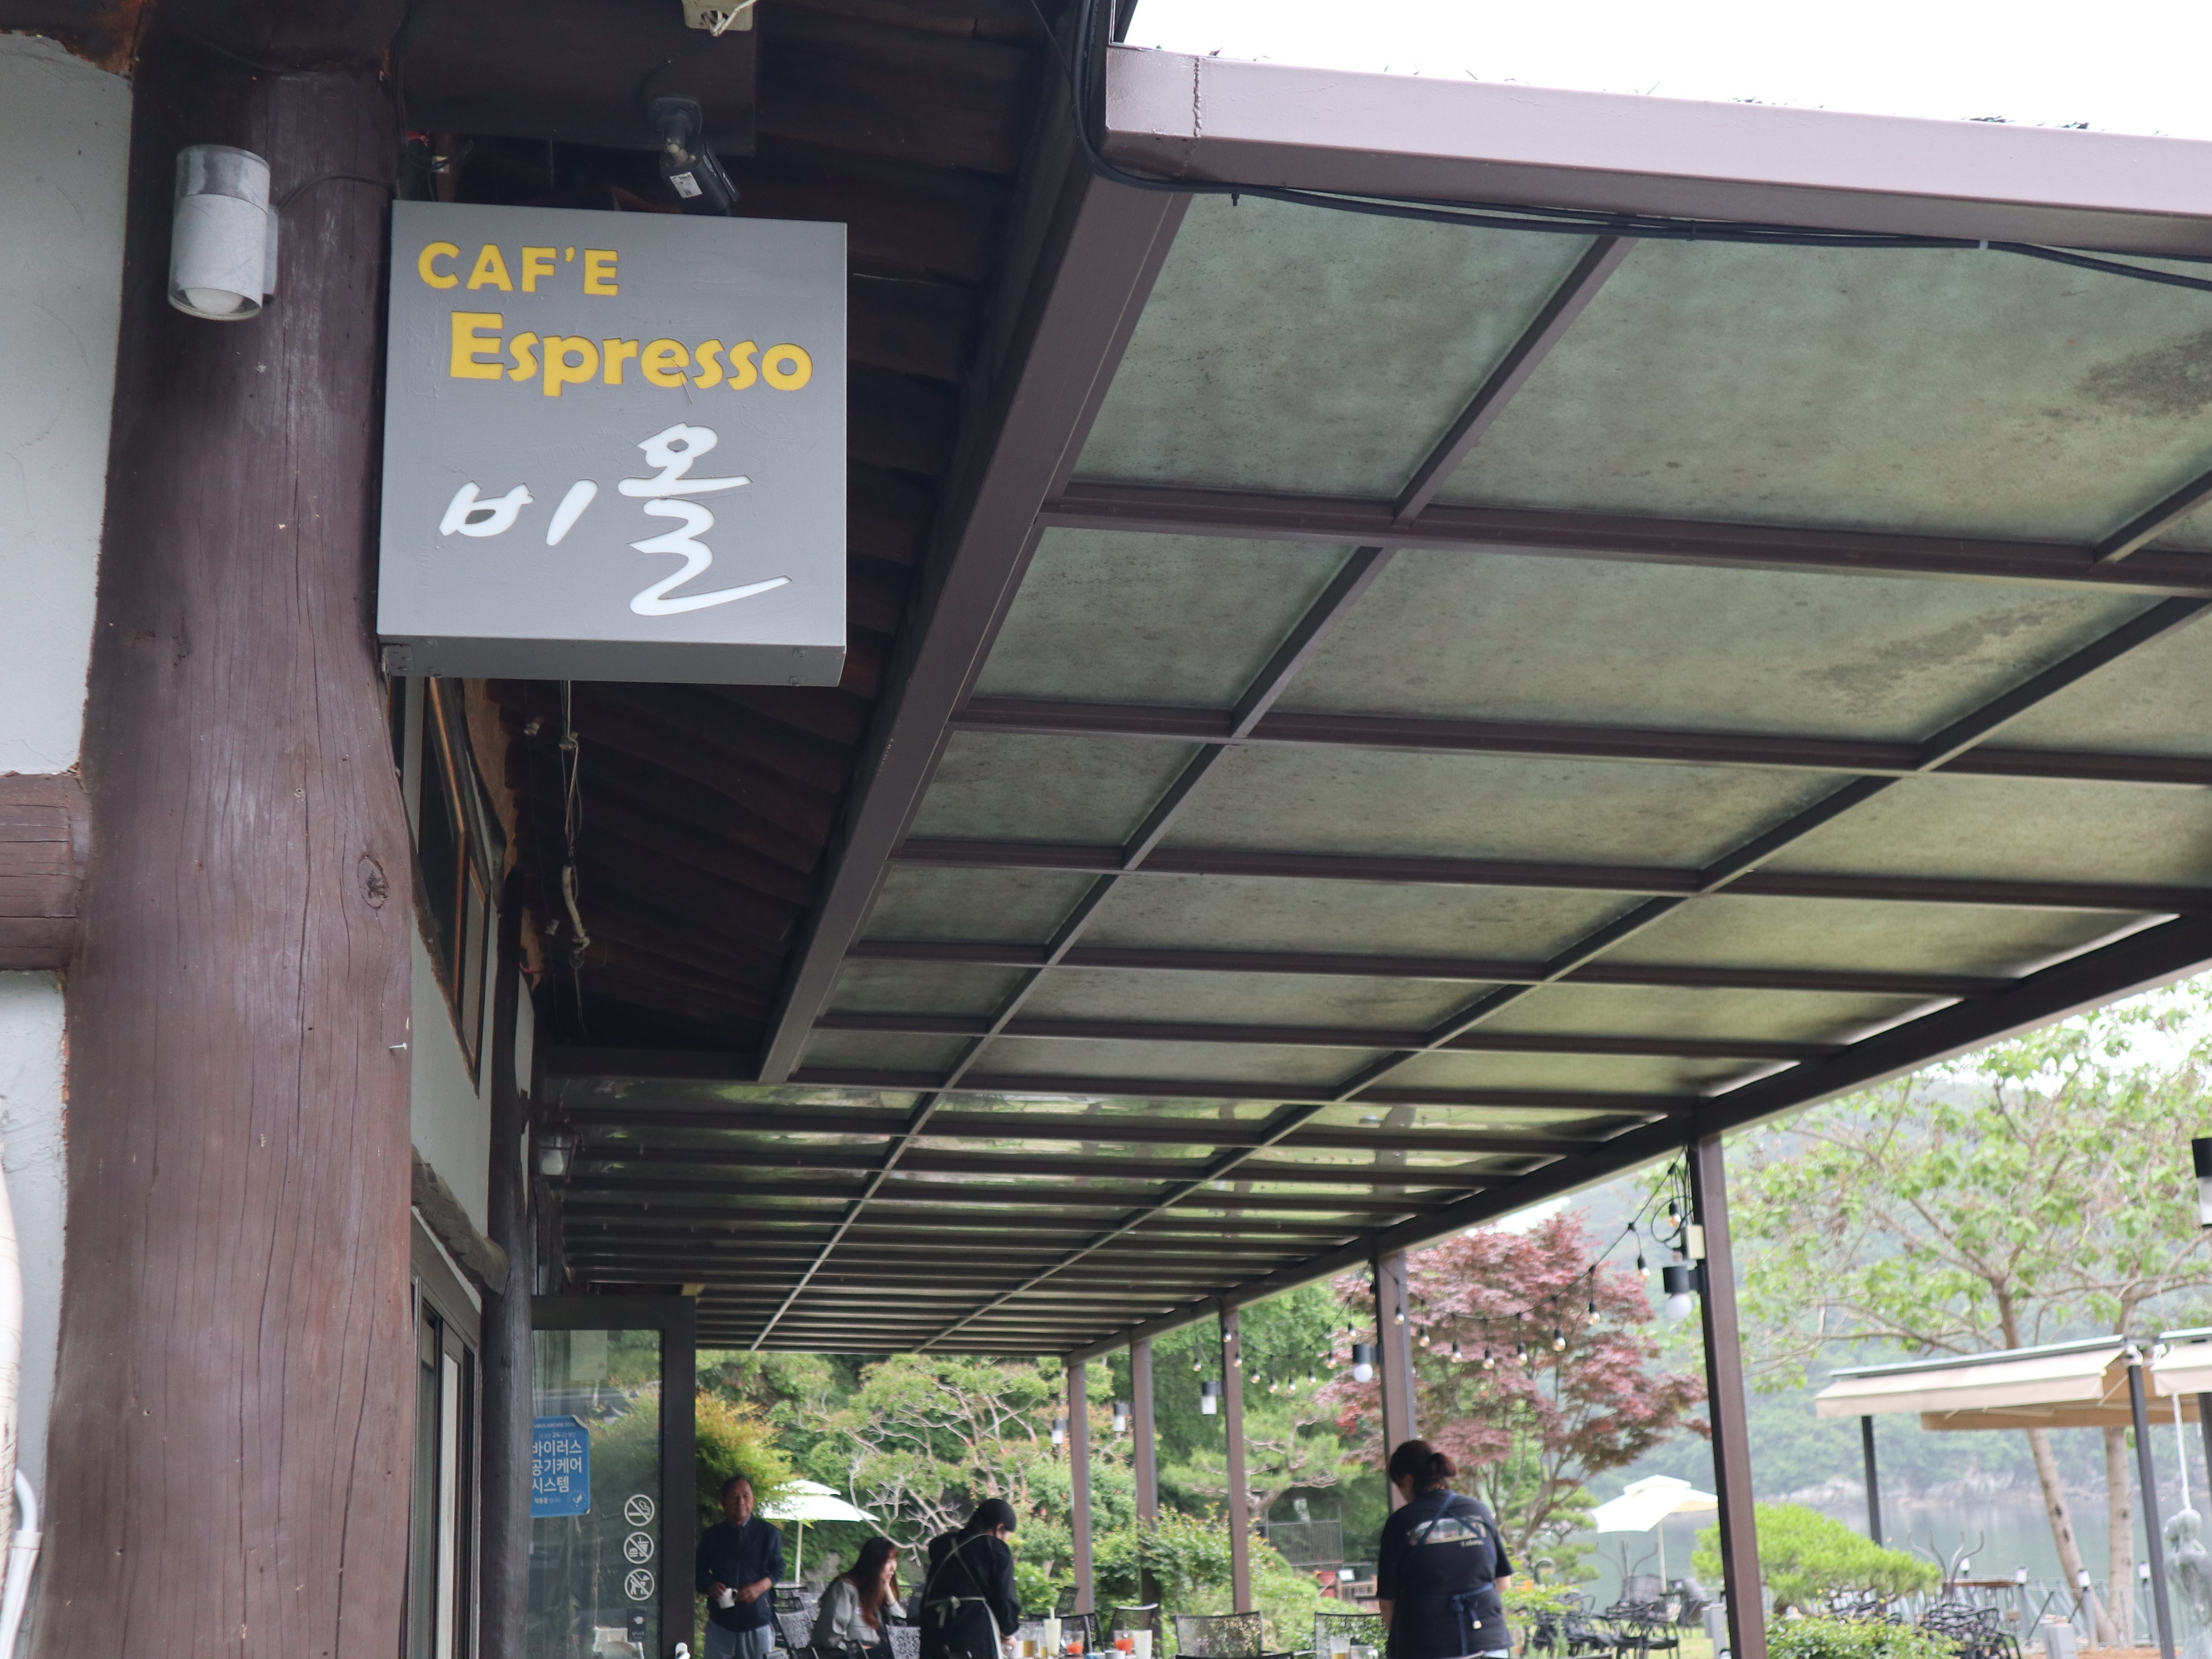 CAF'E
Espresso
비올
바이러스
공기케어
시스템